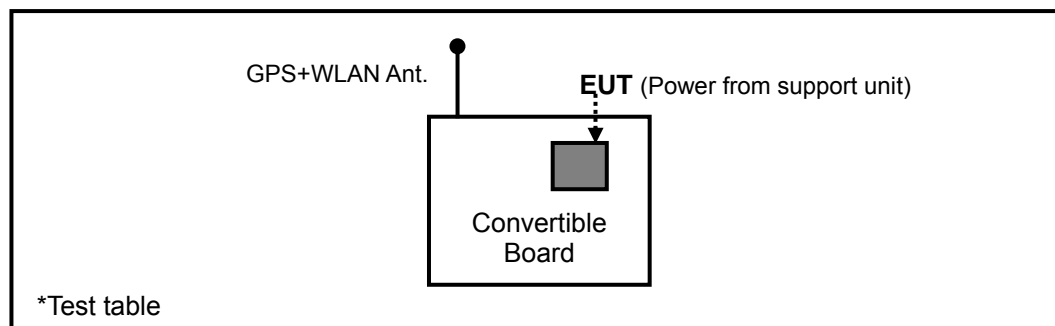 GPS+WLAN Ant.
EUT (Power from support unit)
Convertible
Board
*Test table